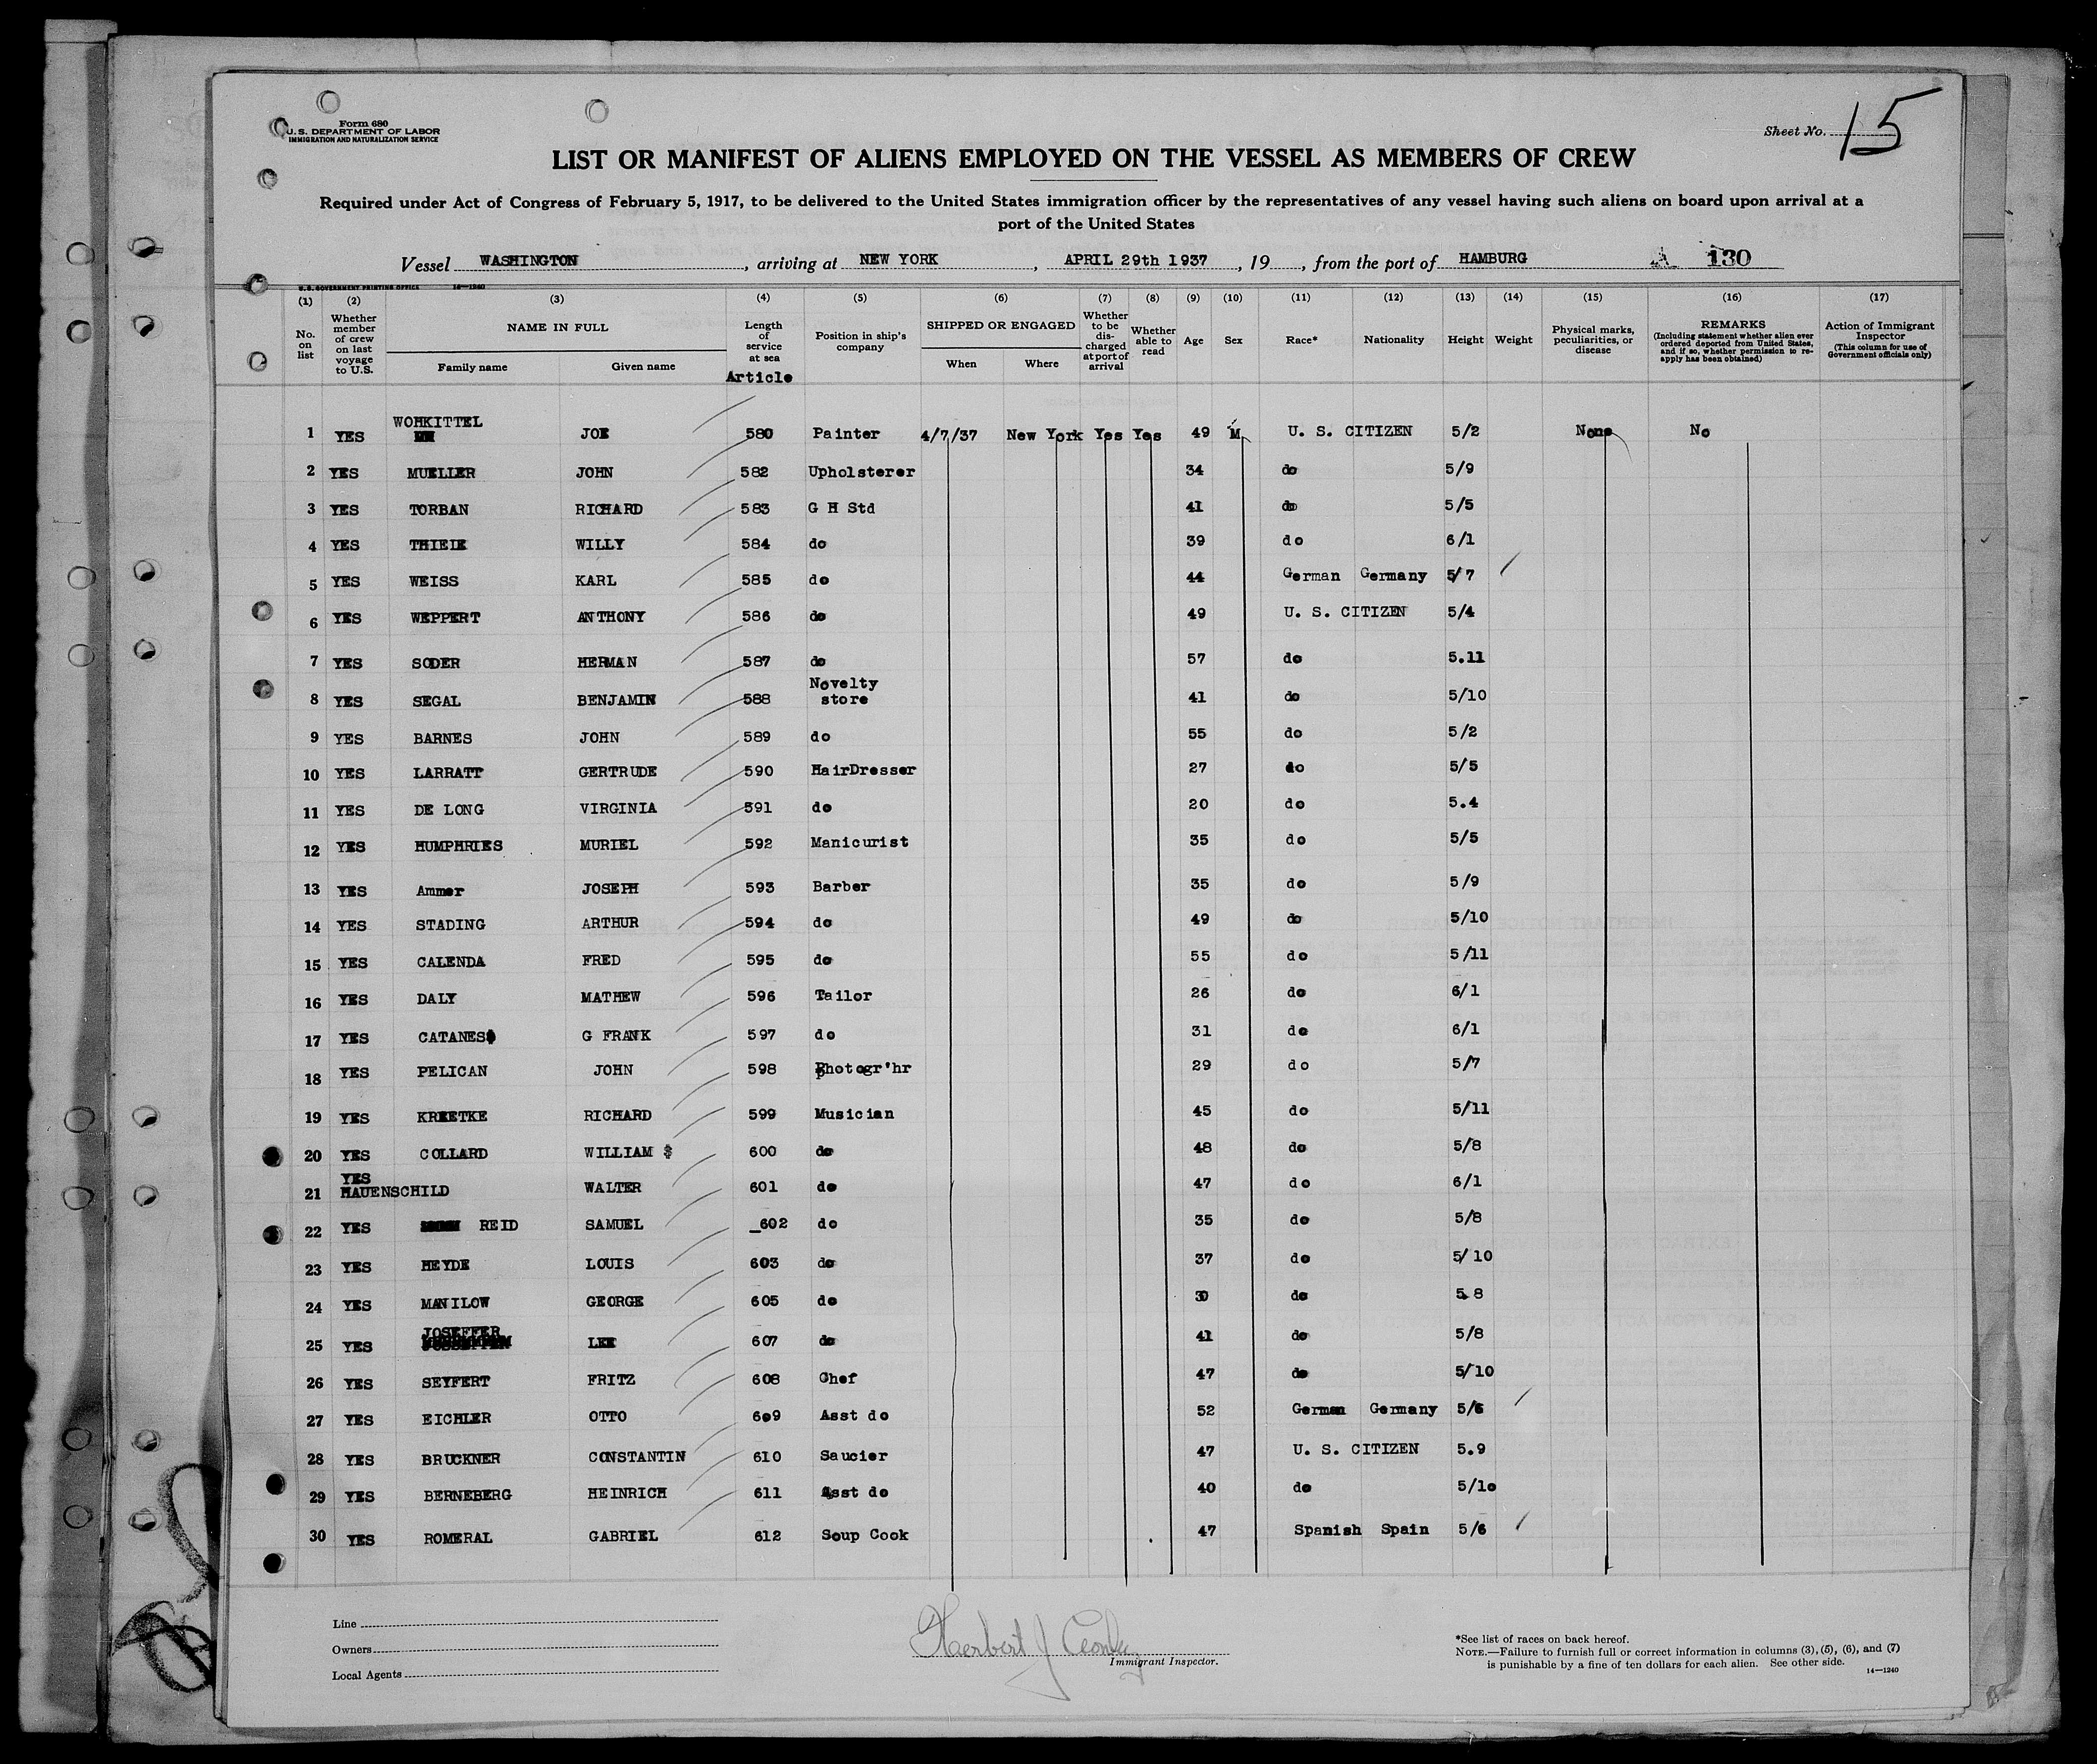 Form 680
U. S. DEPARTMENT OF LABOR
IMMIGRATION AND NATURALIZATION SERVICE
Sheet No. 15
LIST OR MANIFEST OF ALIENS EMPLOYED ON THE VESSEL AS MEMBERS OF CREW
Required under Act of Congress of February 5, 1917, to be delivered to the United States immigration officer by the representatives of any vessel having such aliens on board upon arrival at a
port of the United States
Vessel WASHINGTON, arriving at NEW YORK, APRIL 29th 1937, 19, from the port of HAMBURG A 130
U.S. GOVERNMENT PRINTING OFFICE 14—1240
(1) (2) (3) (4) (5) (6) (7) (8) (9) (10) (11) (12) (13) (14) (15) (16) (17)
No. on list
Whether member of crew on last voyage to U.S.
NAME IN FULL
Family name
Given name
Length of service at sea
Article
Position in ship's company
SHIPPED OR ENGAGED
When
Where
Whether to be discharged at port of arrival
Whether able to read
Age
Sex
Race*
Nationality
Height
Weight
Physical marks, peculiarities, or disease
REMARKS
(Including statement whether alien ever ordered deported from United States, and if so, whether permission to re-apply has been obtained)
Action of Immigrant Inspector
(This column for use of Government officials only)
1 YES WOHKITTEL JOE 580 Painter 4/7/37 New York Yes Yes 49 M U. S. CITIZEN 5/2 None No
2 YES MUELLER JOHN 582 Upholsterer 34 do 5/9
3 YES TORBAN RICHARD 583 G H Std 41 do 5/5
4 YES THIELE WILLY 584 do 39 do 6/1
5 YES WEISS KARL 585 do 44 German Germany 5/7
6 YES WEPPERT ANTHONY 586 do 49 U. S. CITIZEN 5/4
7 YES SODER HERMAN 587 do 57 do 5.11
8 YES SEGAL BENJAMIN 588 Novelty store 41 do 5/10
9 YES BARNES JOHN 589 do 55 do 5/2
10 YES LARRATT GERTRUDE 590 HairDresser 27 do 5/5
11 YES DE LONG VIRGINIA 591 do 20 do 5.4
12 YES HUMPHRIES MURIEL 592 Manicurist 35 do 5/5
13 YES Ammer JOSEPH 593 Barber 35 do 5/9
14 YES STADING ARTHUR 594 do 49 do 5/10
15 YES CALENDA FRED 595 do 55 do 5/11
16 YES DALY MATHEW 596 Tailor 26 do 6/1
17 YES CATANES G FRANK 597 do 31 do 6/1
18 YES PELICAN JOHN 598 Photogr'hr 29 do 5/7
19 YES KREETKE RICHARD 599 Musician 45 do 5/11
20 YES COLLARD WILLIAM 600 do 48 do 5/8
21 YES HAUENSCHILD WALTER 601 do 47 do 6/1
22 YES REID SAMUEL 602 do 35 do 5/8
23 YES HEYDE LOUIS 603 do 37 do 5/10
24 YES MANILOW GEORGE 605 do 30 do 5.8
25 YES JOSEFFER LEE 607 do 41 do 5/8
26 YES SEYFERT FRITZ 608 Chef 47 do 5/10
27 YES EICHLER OTTO 609 Asst do 52 German Germany 5/6
28 YES BRUCKNER CONSTANTIN 610 Saucier 47 U. S. CITIZEN 5.9
29 YES BERNEBERG HEINRICH 611 Asst do 40 do 5/10
30 YES ROMERAL GABRIEL 612 Soup Cook 47 Spanish Spain 5/6
Line
Owners
Local Agents
Immigrant Inspector.
*See list of races on back hereof.
NOTE.—Failure to furnish full or correct information in columns (3), (5), (6), and (7)
is punishable by a fine of ten dollars for each alien. See other side.
14—1240